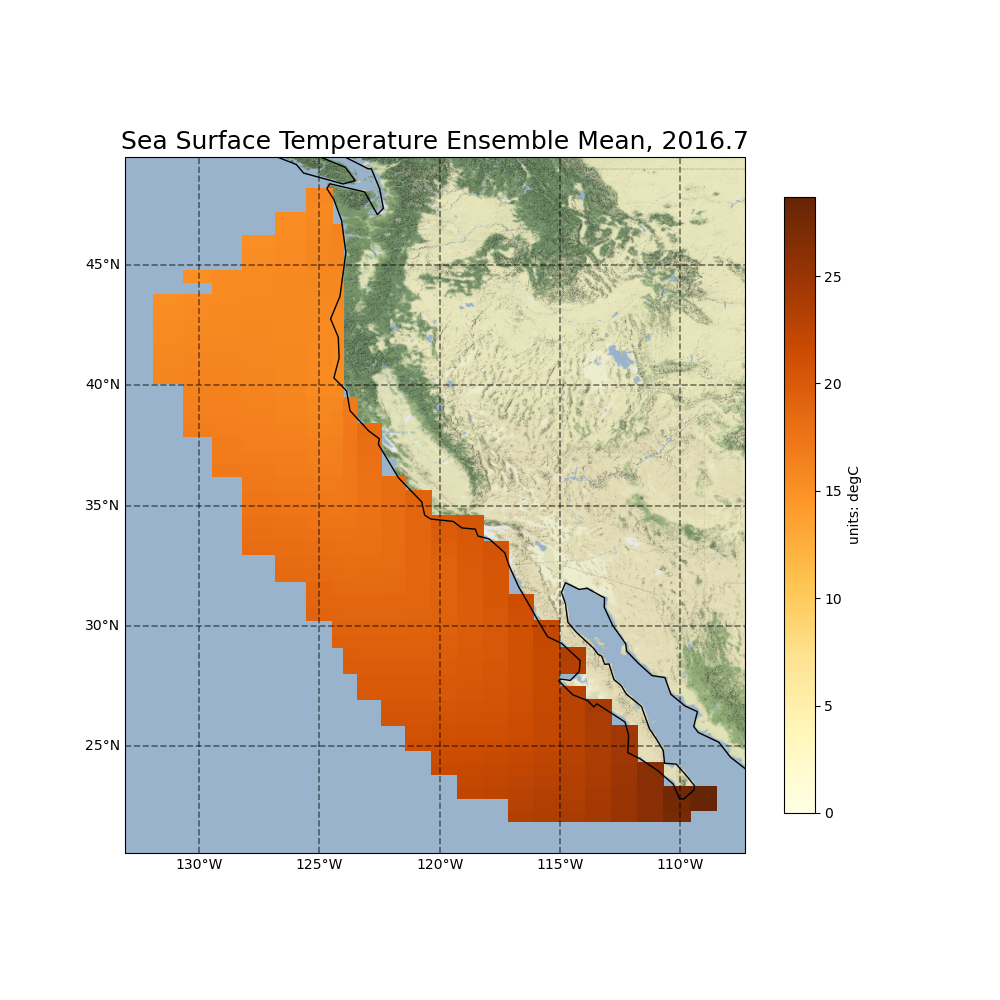 Sea Surface Temperature Ensemble Mean, 2016.7
45°N
40°N
35°N
30°N
25°N
130°W 125°W 120°W 115°W 110°W
25
20
15
10
5
0
units: degC